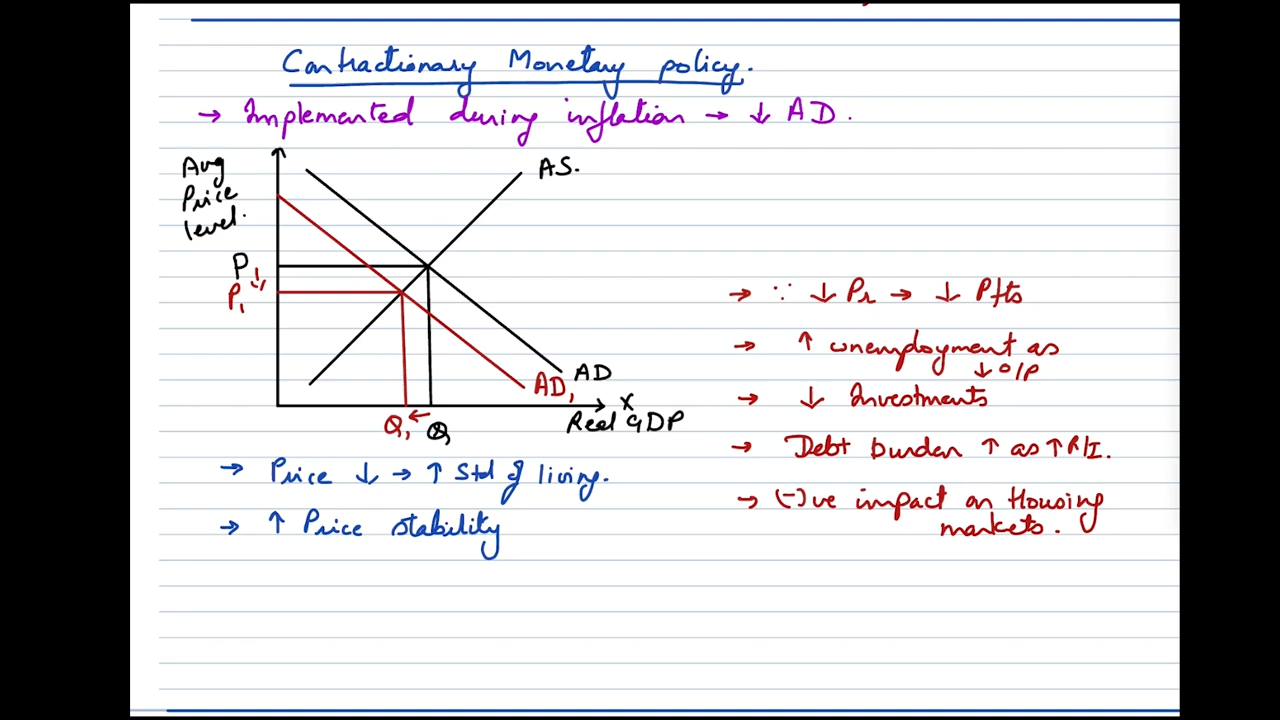 Contractionary Monetary policy.
→ Implemented during inflation → ↓ AD.
Avg
Price
level.
AS.
P
↓
P₁
AD
AD₁
X
Real GDP
Q₁ ← Q
→ Price ↓ → ↑ Std of living.
→ ↑ Price stability
→ ∵ ↓ Pr → ↓ Pfts
→ ↑ unemployment as
↓ O/P
→ ↓ Investments
→ Debt burden ↑ as ↑ R/I.
→ (-)ve impact on Housing
markets.